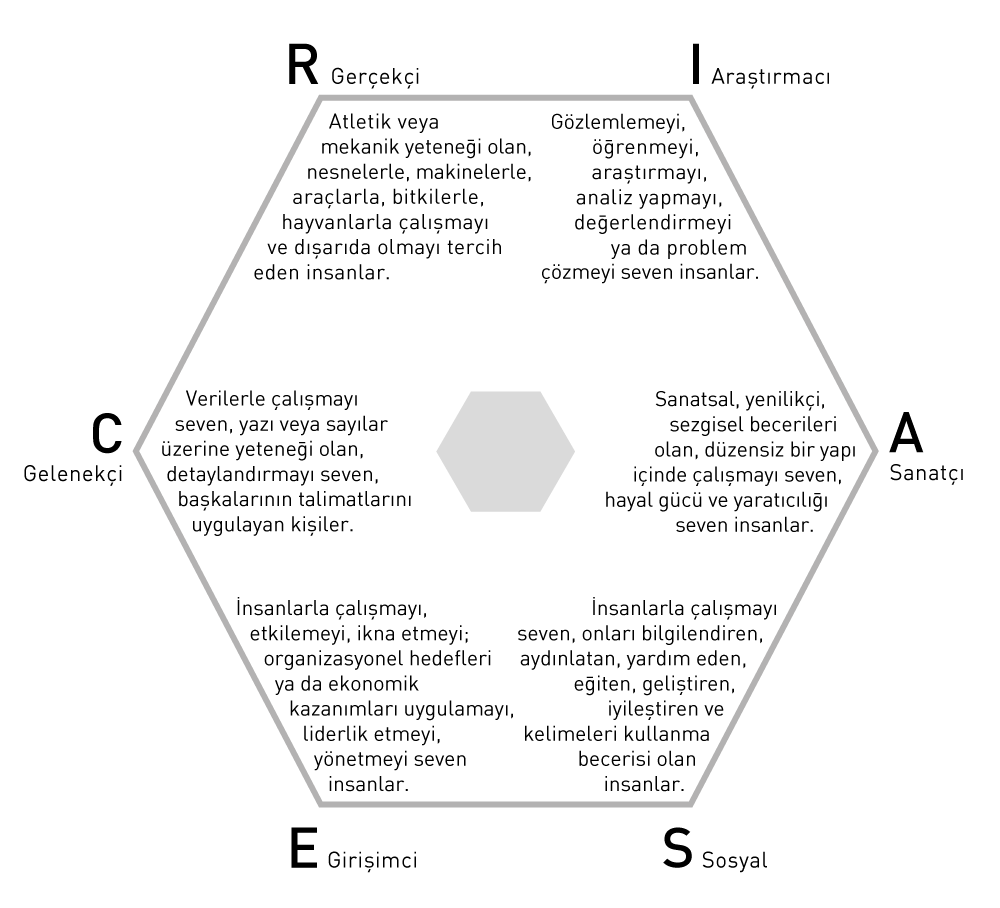 R Gerçekçi
Atletik veya
mekanik yeteneği olan,
nesnelerle, makinelerle,
araçlarla, bitkilerle,
hayvanlarla çalışmayı
ve dışarıda olmayı tercih
eden insanlar.
I Araştırmacı
Gözlemlemeyi,
öğrenmeyi,
araştırmayı,
analiz yapmayı,
değerlendirmeyi
ya da problem
çözmeyi seven insanlar.
C
Gelenekçi
Verilerle çalışmayı
seven, yazı veya sayılar
üzerine yeteneği olan,
detaylandırmayı seven,
başkalarının talimatlarını
uygulayan kişiler.
Sanatsal, yenilikçi,
sezgisel becerileri
olan, düzensiz bir yapı
içinde çalışmayı seven,
hayal gücü ve yaratıcılığı
seven insanlar.
A
Sanatçı
İnsanlarla çalışmayı,
etkilemeyi, ikna etmeyi;
organizasyonel hedefleri
ya da ekonomik
kazanımları uygulamayı,
liderlik etmeyi,
yönetmeyi seven
insanlar.
E Girişimci
İnsanlarla çalışmayı
seven, onları bilgilendiren,
aydınlatan, yardım eden,
eğiten, geliştiren,
iyileştiren ve
kelimeleri kullanma
becerisi olan
insanlar.
S Sosyal